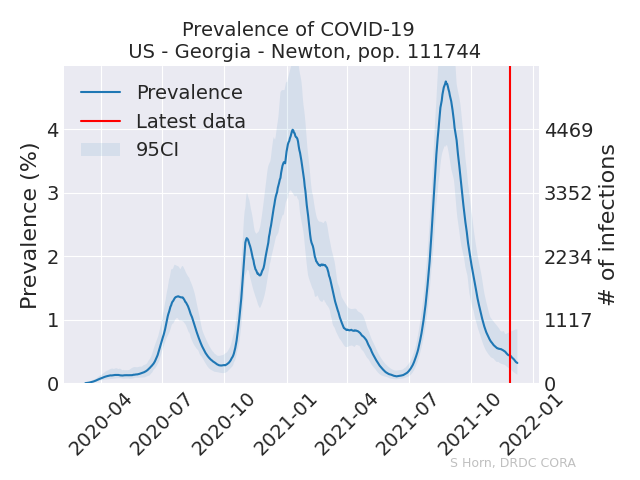 Prevalence of COVID-19
US - Georgia - Newton, pop. 111744
Prevalence
Latest data
95CI
Prevalence (%)
4
3
2
1
0
4469
3352
2234
1117
0
# of infections
2020-04
2020-07
2020-10
2021-01
2021-04
2021-07
2021-10
2022-01
S Horn, DRDC CORA